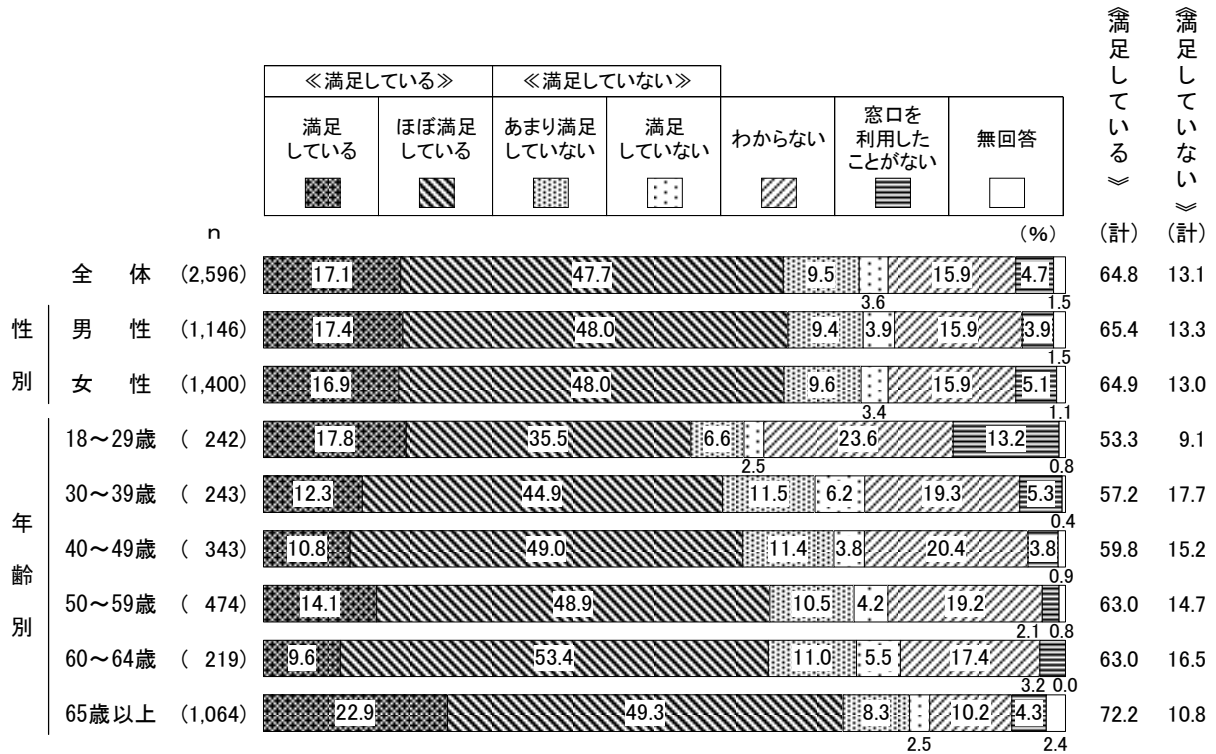 ≪満足している≫ ≪満足していない≫
満足している ほぼ満足している あまり満足していない 満足していない わからない 窓口を利用したことがない 無回答 ≪満足している≫ ≪満足していない≫
n (%) (計) (計)
全体 (2,596) 17.1 47.7 9.5 3.6 15.9 4.7 1.5 64.8 13.1
性別
男性 (1,146) 17.4 48.0 9.4 3.9 15.9 3.9 1.5 65.4 13.3
女性 (1,400) 16.9 48.0 9.6 3.4 15.9 5.1 1.1 64.9 13.0
年齢別
18～29歳 (242) 17.8 35.5 6.6 2.5 23.6 13.2 0.8 53.3 9.1
30～39歳 (243) 12.3 44.9 11.5 6.2 19.3 5.3 0.4 57.2 17.7
40～49歳 (343) 10.8 49.0 11.4 3.8 20.4 3.8 0.9 59.8 15.2
50～59歳 (474) 14.1 48.9 10.5 4.2 19.2 2.1 0.8 63.0 14.7
60～64歳 (219) 9.6 53.4 11.0 5.5 17.4 3.2 0.0 63.0 16.5
65歳以上 (1,064) 22.9 49.3 8.3 2.5 10.2 4.3 2.4 72.2 10.8